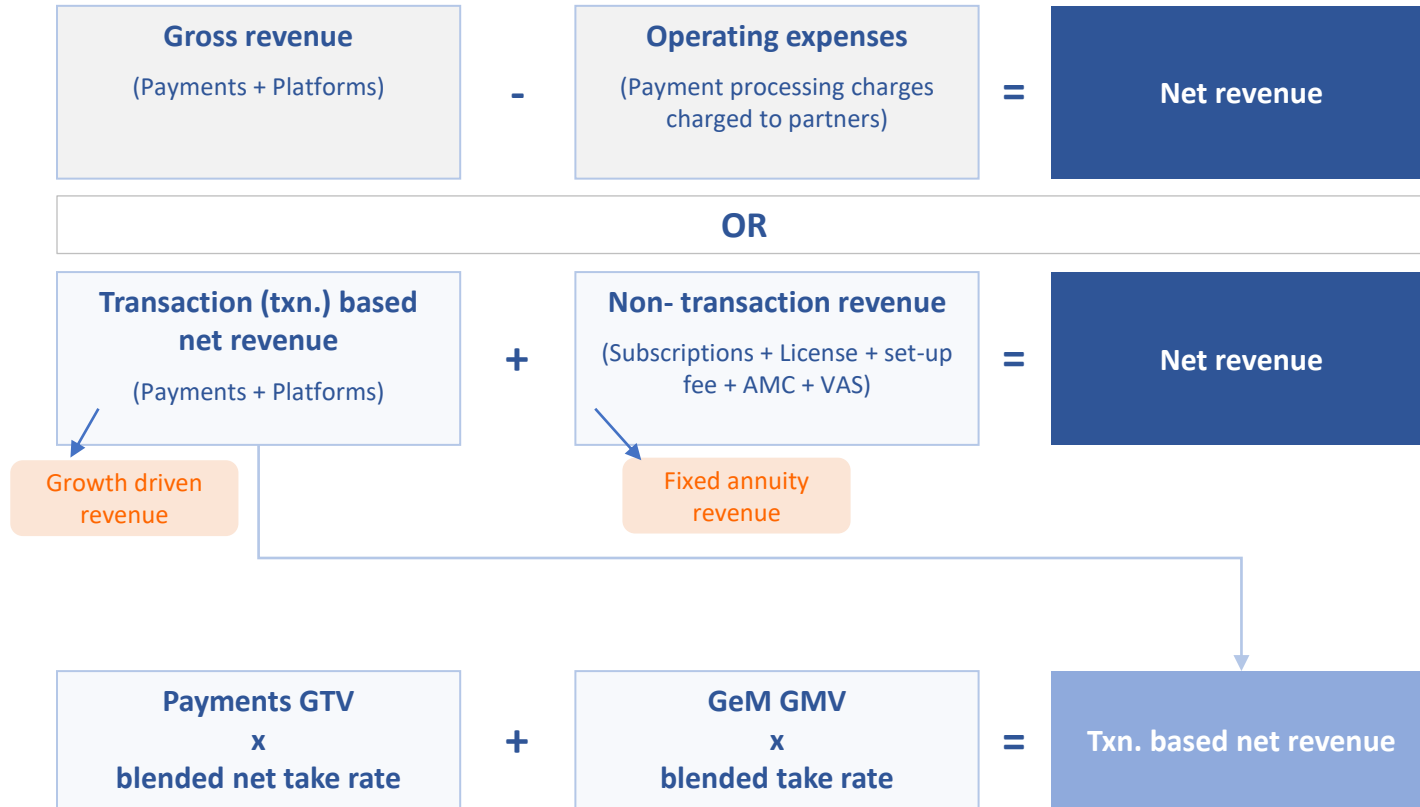 Gross revenue
(Payments + Platforms)
-
Operating expenses
(Payment processing charges
charged to partners)
=
Net revenue
OR
Transaction (txn.) based
net revenue
(Payments + Platforms)
+
Non- transaction revenue
(Subscriptions + License + set-up
fee + AMC + VAS)
=
Net revenue
Growth driven
revenue
Fixed annuity
revenue
Payments GTV
x
blended net take rate
+
GeM GMV
x
blended take rate
=
Txn. based net revenue